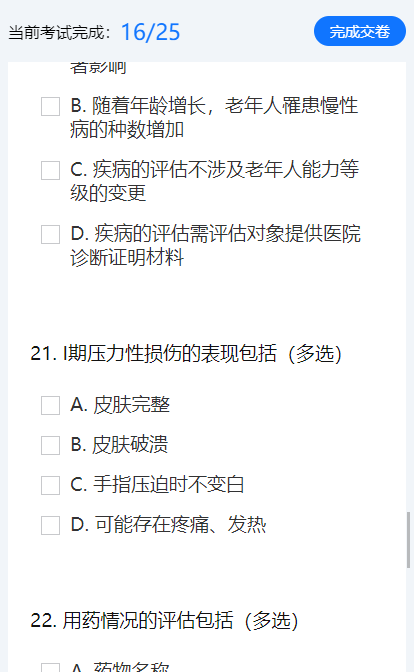 当前考试完成：16/25
完成交卷
著影响
B. 随着年龄增长，老年人罹患慢性
病的种数增加
C. 疾病的评估不涉及老年人能力等
级的变更
D. 疾病的评估需评估对象提供医院
诊断证明材料
21. I期压力性损伤的表现包括（多选）
A. 皮肤完整
B. 皮肤破溃
C. 手指压迫时不变白
D. 可能存在疼痛、发热
22. 用药情况的评估包括（多选）
A. 药物名称